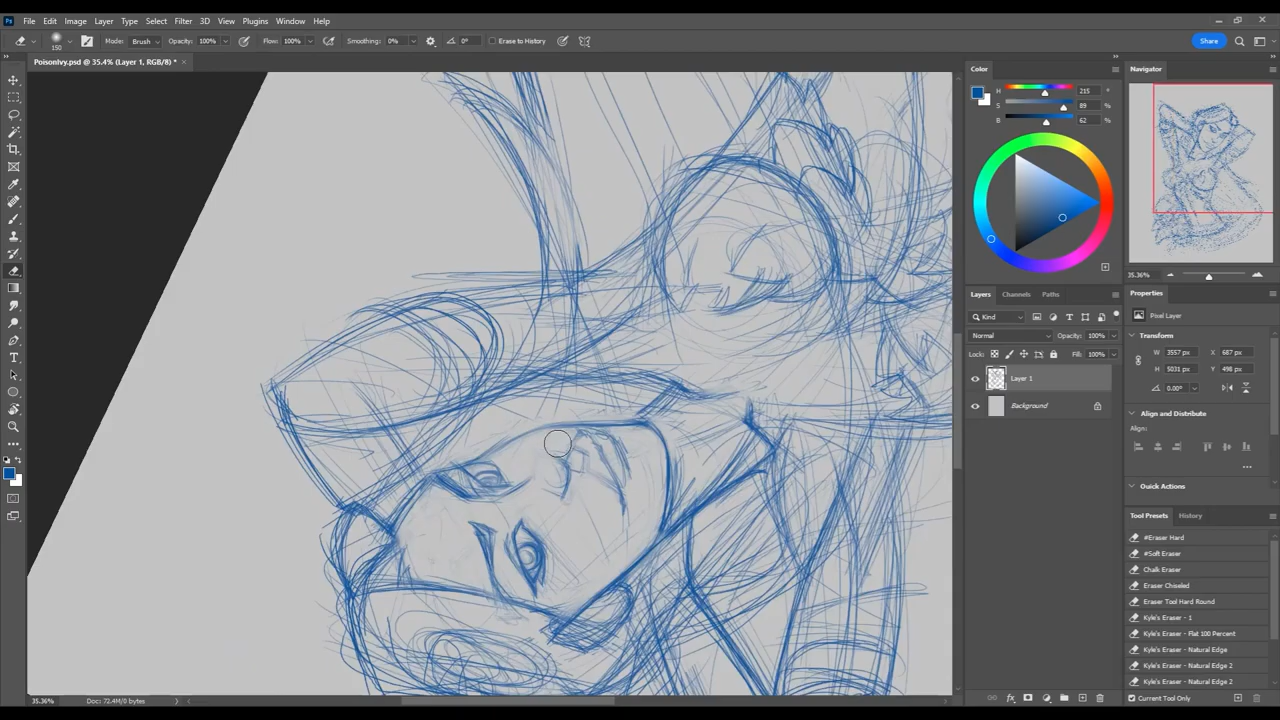 Ps File Edit Image Layer Type Select Filter 3D View Plugins Window Help
150 Mode: Brush Opacity: 100% Flow: 100% Smoothing: 0% 0° Erase to History Share
PoisonIvy.psd @ 35.4% (Layer 1, RGB/8) *
Color
H 215 °
S 89 %
B 62 %
Navigator
35.36%
Layers Channels Paths
Kind
Normal Opacity: 100%
Lock: Fill: 100%
Layer 1
Background
Properties
Pixel Layer
Transform
W 3557 px X 687 px
H 5031 px Y 498 px
0.00°
Align and Distribute
Align:
Quick Actions
Tool Presets History
#Eraser Hard
#Soft Eraser
Chalk Eraser
Eraser Chiseled
Eraser Tool Hard Round
Kyle's Eraser - 1
Kyle's Eraser - Flat 100 Percent
Kyle's Eraser - Natural Edge
Kyle's Eraser - Natural Edge 2
Kyle's Eraser - Natural Edge 2
Current Tool Only
35.36% Doc: 72.4M/0 bytes